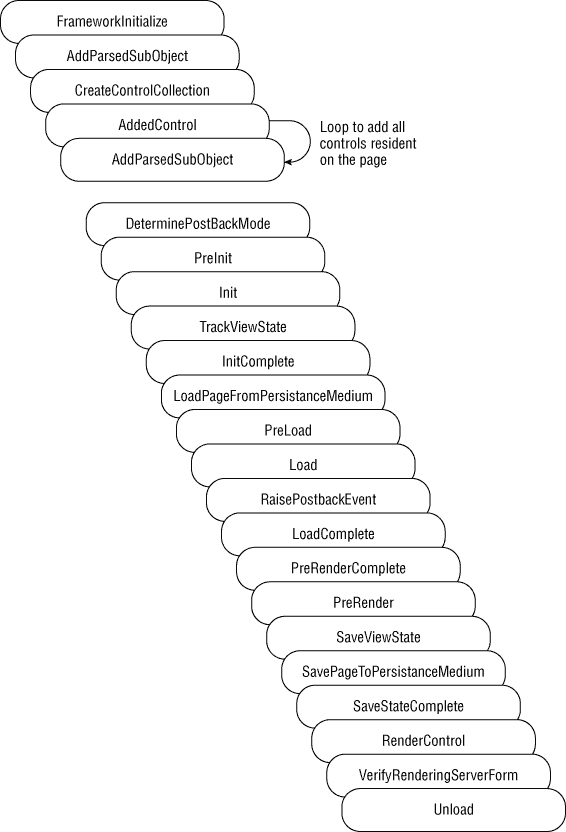 FrameworkInitialize
AddParsedSubObject
CreateControlCollection
AddedControl
Loop to add all
controls resident
on the page
AddParsedSubObject
DeterminePostBackMode
PreInit
Init
TrackViewState
InitComplete
LoadPageFromPersistanceMedium
PreLoad
Load
RaisePostbackEvent
LoadComplete
PreRenderComplete
PreRender
SaveViewState
SavePageToPersistanceMedium
SaveStateComplete
RenderControl
VerifyRenderingServerForm
Unload